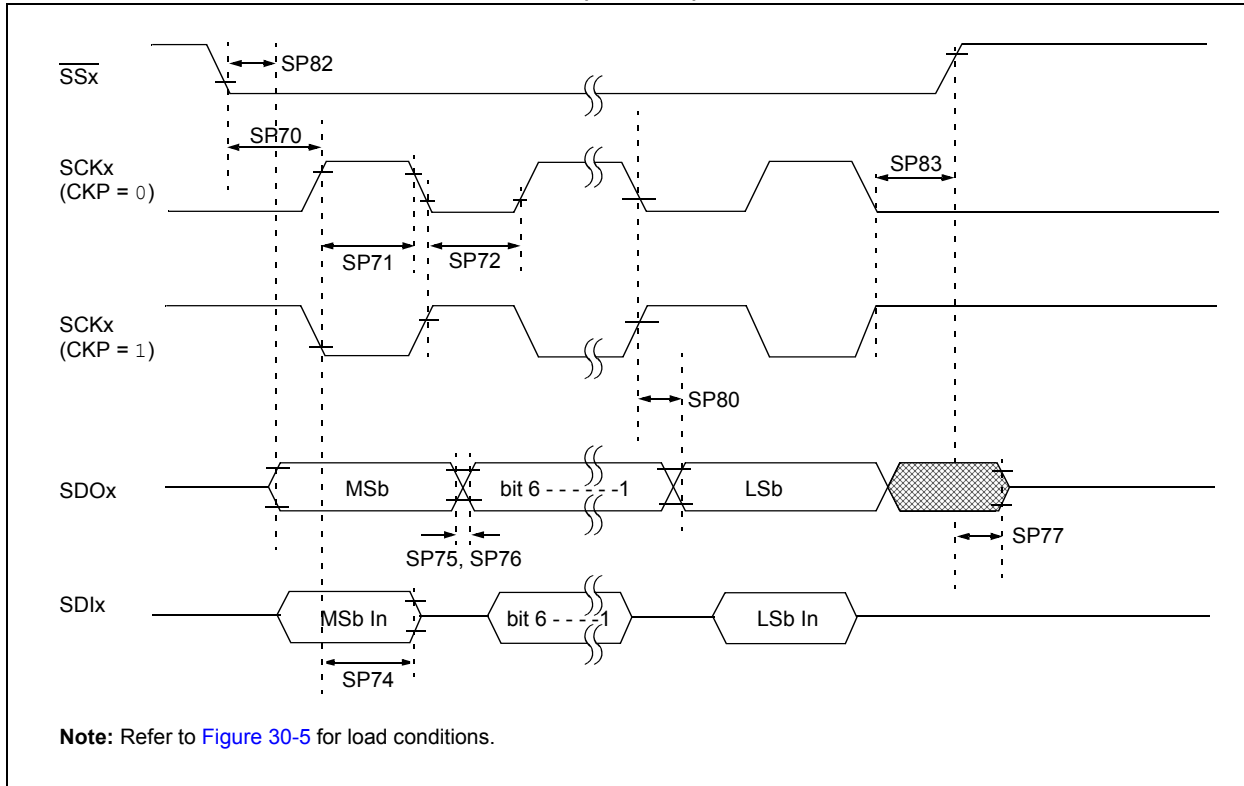 SSx
SP82
SP70
SCKx
(CKP = 0)
SP83
SP71
SP72
SCKx
(CKP = 1)
SP80
SDOx
MSb
bit 6 - - - - - -1
LSb
SP77
SP75, SP76
SDIx
MSb In
bit 6 - - - -1
LSb In
SP74
Note: Refer to Figure 30-5 for load conditions.